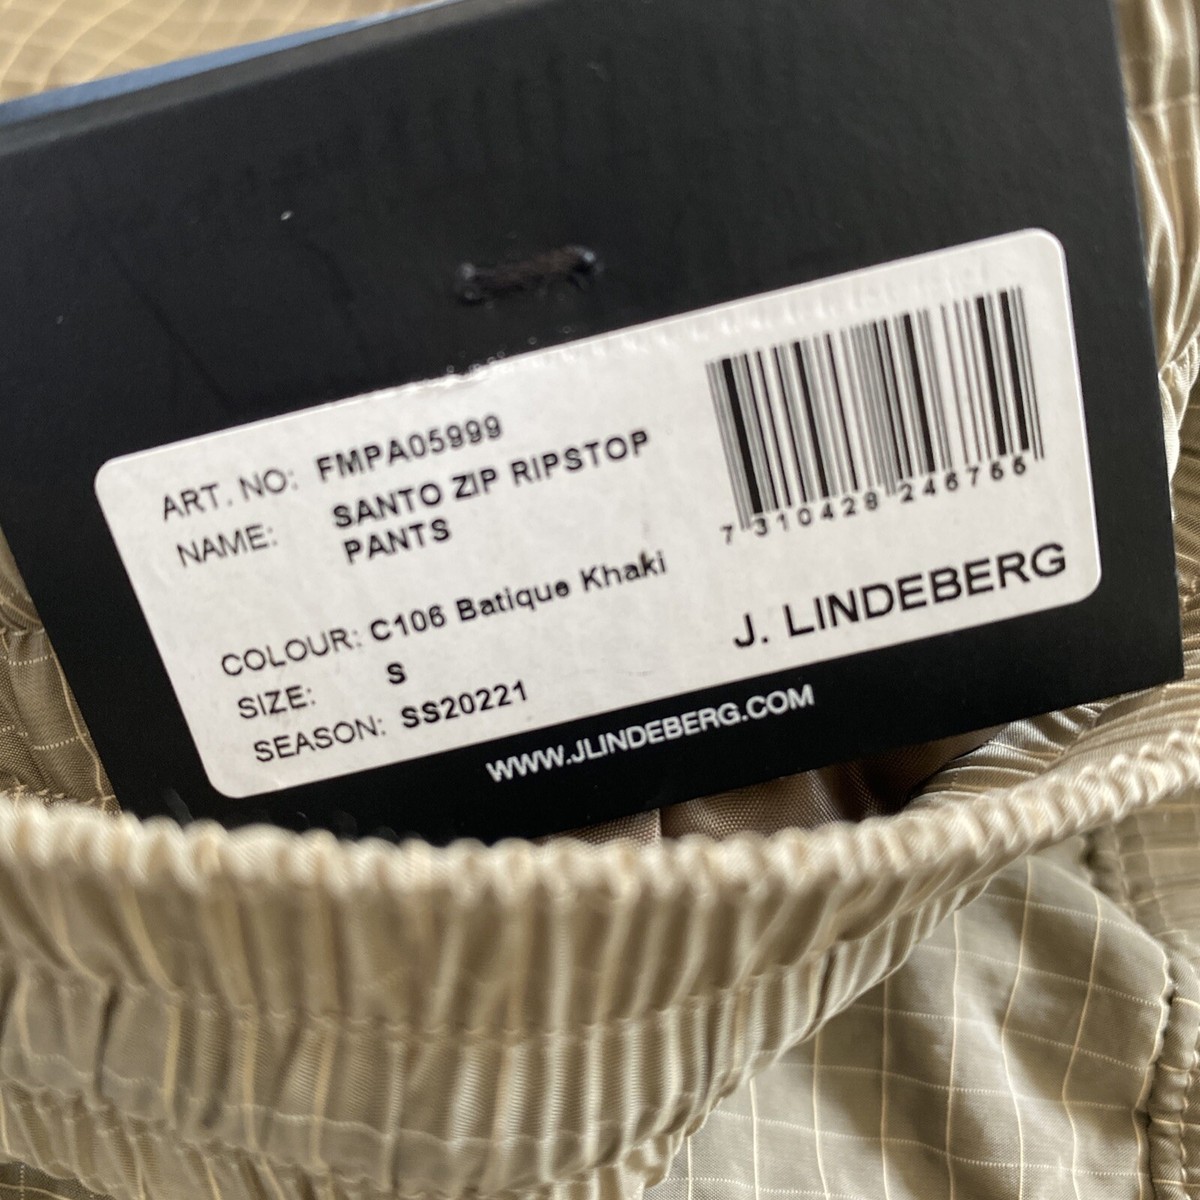 ART. NO: FMPA05999
NAME: SANTO ZIP RIPSTOP
PANTS
COLOUR: C106 Batique Khaki
SIZE: S
SEASON: SS20221
7 310428 246766
J. LINDEBERG
WWW.JLINDEBERG.COM